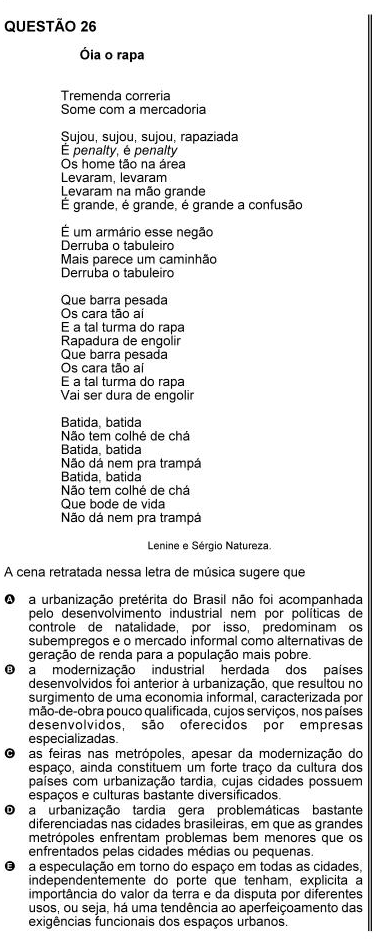 QUESTÃO 26
Óia o rapa
Tremenda correria
Some com a mercadoria
Sujou, sujou, sujou, rapaziada
É penalty, é penalty
Os home tão na área
Levaram, levaram
Levaram na mão grande
É grande, é grande, é grande a confusão
É um armário esse negão
Derruba o tabuleiro
Mais parece um caminhão
Derruba o tabuleiro
Que barra pesada
Os cara tão aí
E a tal turma do rapa
Rapadura de engolir
Que barra pesada
Os cara tão aí
E a tal turma do rapa
Vai ser dura de engolir
Batida, batida
Não tem colhé de chá
Batida, batida
Não dá nem pra trampá
Batida, batida
Não tem colhé de chá
Que bode de vida
Não dá nem pra trampá
Lenine e Sérgio Natureza.
A cena retratada nessa letra de música sugere que
A a urbanização pretérita do Brasil não foi acompanhada
pelo desenvolvimento industrial nem por políticas de
controle de natalidade, por isso, predominam os
subempregos e o mercado informal como alternativas de
geração de renda para a população mais pobre.
B a modernização industrial herdada dos países
desenvolvidos foi anterior à urbanização, que resultou no
surgimento de uma economia informal, caracterizada por
mão-de-obra pouco qualificada, cujos serviços, nos países
desenvolvidos, são oferecidos por empresas
especializadas.
C as feiras nas metrópoles, apesar da modernização do
espaço, ainda constituem um forte traço da cultura dos
países com urbanização tardia, cujas cidades possuem
espaços e culturas bastante diversificados.
D a urbanização tardia gera problemáticas bastante
diferenciadas nas cidades brasileiras, em que as grandes
metrópoles enfrentam problemas bem menores que os
enfrentados pelas cidades médias ou pequenas.
E a especulação em torno do espaço em todas as cidades,
independentemente do porte que tenham, explicita a
importância do valor da terra e da disputa por diferentes
usos, ou seja, há uma tendência ao aperfeiçoamento das
exigências funcionais dos espaços urbanos.